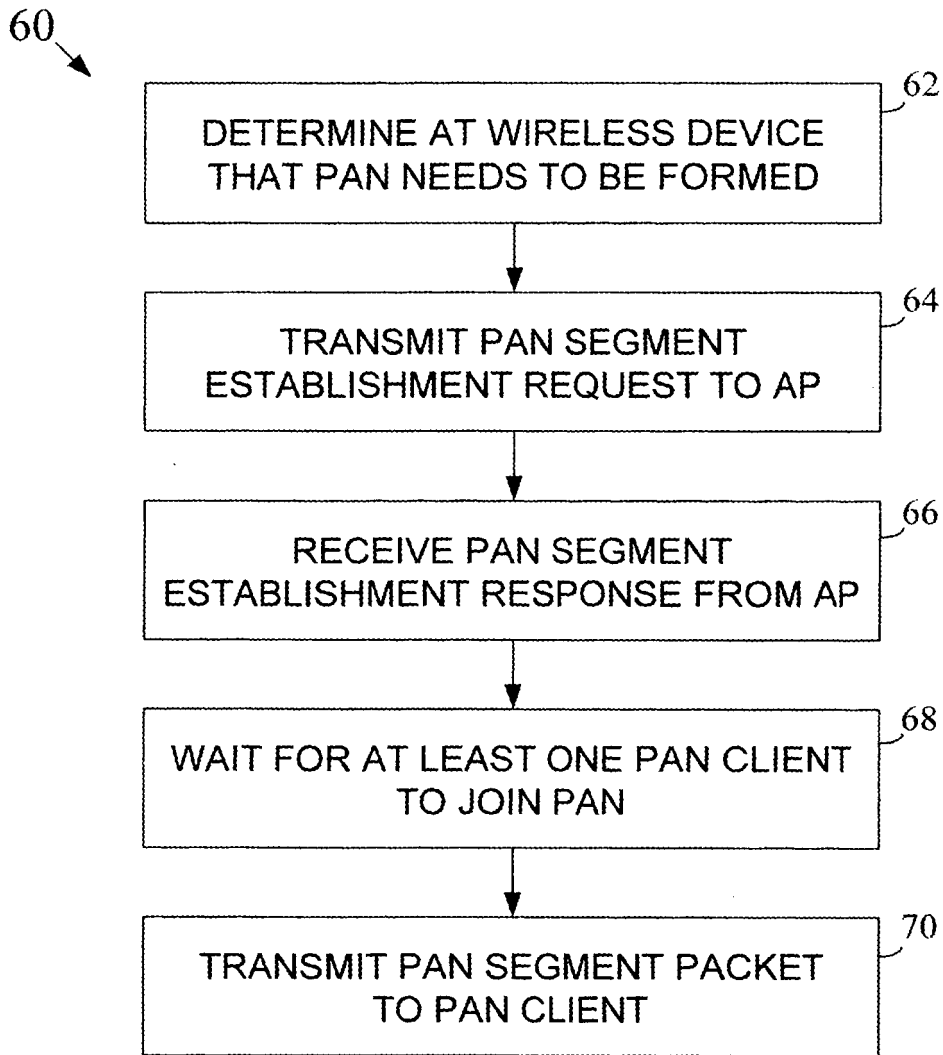 60
62
DETERMINE AT WIRELESS DEVICE
THAT PAN NEEDS TO BE FORMED
64
TRANSMIT PAN SEGMENT
ESTABLISHMENT REQUEST TO AP
66
RECEIVE PAN SEGMENT
ESTABLISHMENT RESPONSE FROM AP
68
WAIT FOR AT LEAST ONE PAN CLIENT
TO JOIN PAN
70
TRANSMIT PAN SEGMENT PACKET
TO PAN CLIENT